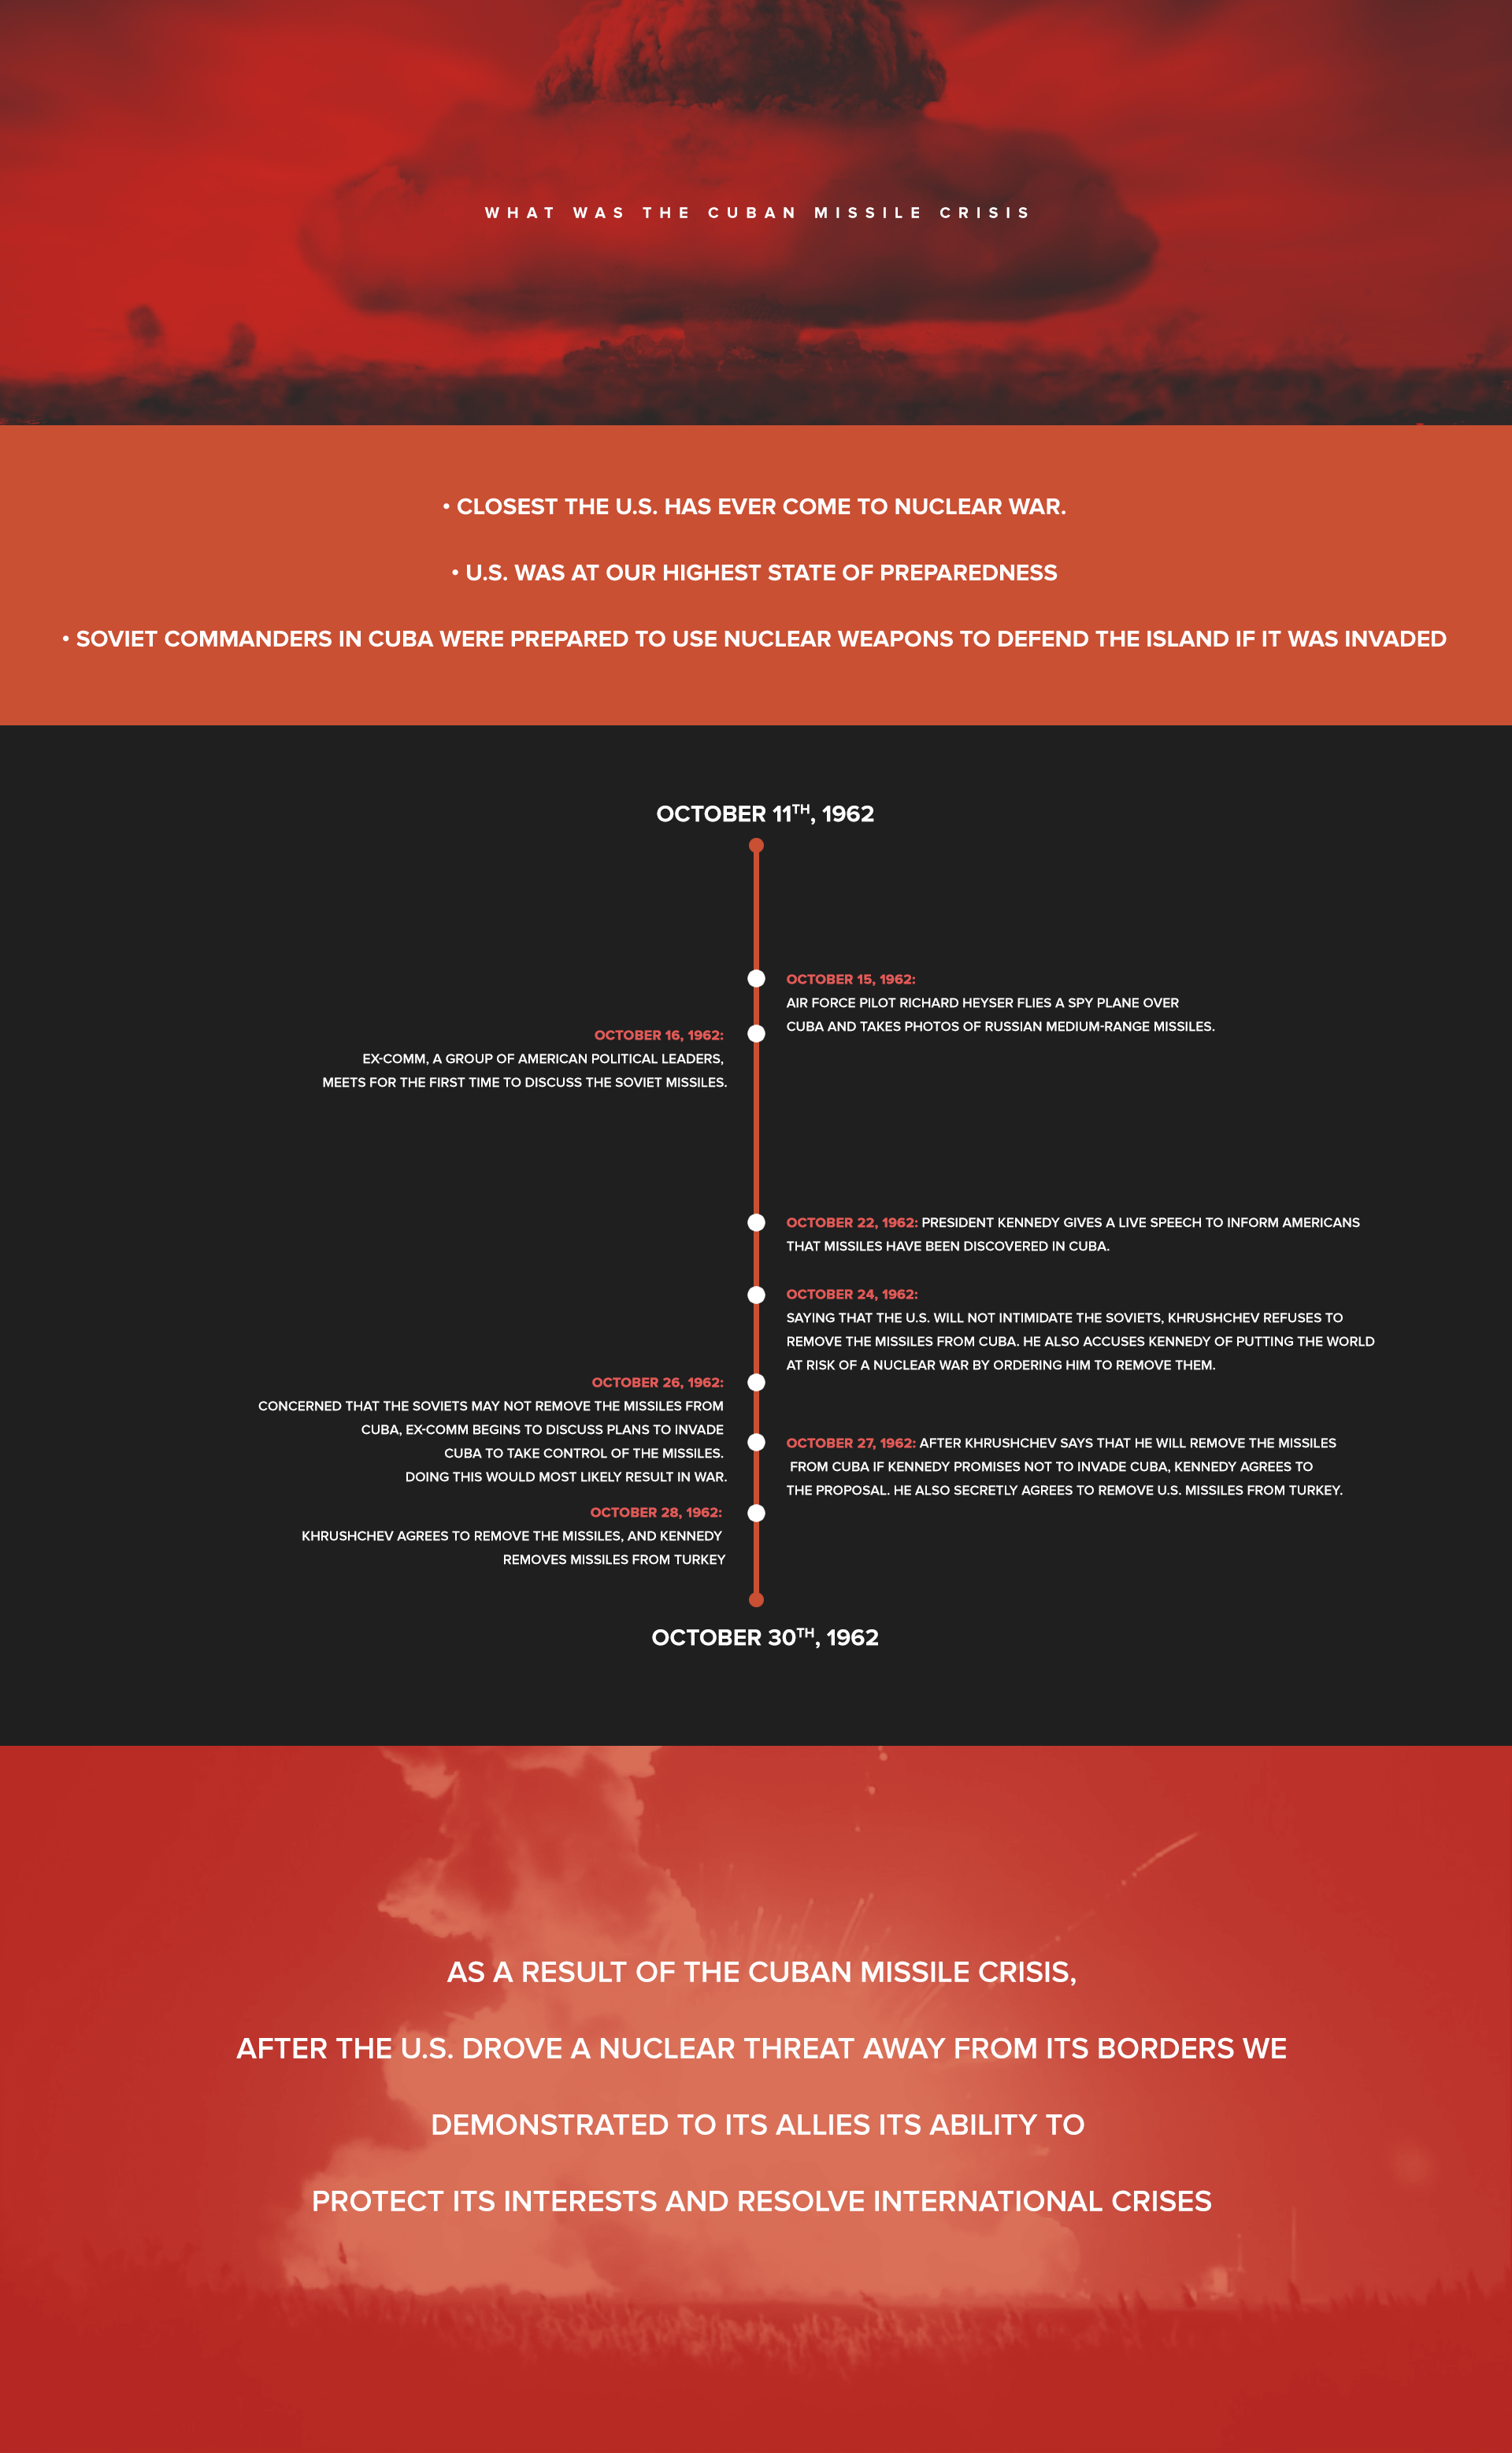 WHAT WAS THE CUBAN MISSILE CRISIS
• CLOSEST THE U.S. HAS EVER COME TO NUCLEAR WAR.
• U.S. WAS AT OUR HIGHEST STATE OF PREPAREDNESS
• SOVIET COMMANDERS IN CUBA WERE PREPARED TO USE NUCLEAR WEAPONS TO DEFEND THE ISLAND IF IT WAS INVADED
OCTOBER 11TH, 1962
OCTOBER 15, 1962:
AIR FORCE PILOT RICHARD HEYSER FLIES A SPY PLANE OVER
CUBA AND TAKES PHOTOS OF RUSSIAN MEDIUM-RANGE MISSILES.
OCTOBER 16, 1962:
EX-COMM, A GROUP OF AMERICAN POLITICAL LEADERS,
MEETS FOR THE FIRST TIME TO DISCUSS THE SOVIET MISSILES.
OCTOBER 22, 1962: PRESIDENT KENNEDY GIVES A LIVE SPEECH TO INFORM AMERICANS
THAT MISSILES HAVE BEEN DISCOVERED IN CUBA.
OCTOBER 24, 1962:
SAYING THAT THE U.S. WILL NOT INTIMIDATE THE SOVIETS, KHRUSHCHEV REFUSES TO
REMOVE THE MISSILES FROM CUBA. HE ALSO ACCUSES KENNEDY OF PUTTING THE WORLD
AT RISK OF A NUCLEAR WAR BY ORDERING HIM TO REMOVE THEM.
OCTOBER 26, 1962:
CONCERNED THAT THE SOVIETS MAY NOT REMOVE THE MISSILES FROM
CUBA, EX-COMM BEGINS TO DISCUSS PLANS TO INVADE
CUBA TO TAKE CONTROL OF THE MISSILES.
DOING THIS WOULD MOST LIKELY RESULT IN WAR.
OCTOBER 27, 1962: AFTER KHRUSHCHEV SAYS THAT HE WILL REMOVE THE MISSILES
FROM CUBA IF KENNEDY PROMISES NOT TO INVADE CUBA, KENNEDY AGREES TO
THE PROPOSAL. HE ALSO SECRETLY AGREES TO REMOVE U.S. MISSILES FROM TURKEY.
OCTOBER 28, 1962:
KHRUSHCHEV AGREES TO REMOVE THE MISSILES, AND KENNEDY
REMOVES MISSILES FROM TURKEY
OCTOBER 30TH, 1962
AS A RESULT OF THE CUBAN MISSILE CRISIS,
AFTER THE U.S. DROVE A NUCLEAR THREAT AWAY FROM ITS BORDERS WE
DEMONSTRATED TO ITS ALLIES ITS ABILITY TO
PROTECT ITS INTERESTS AND RESOLVE INTERNATIONAL CRISES